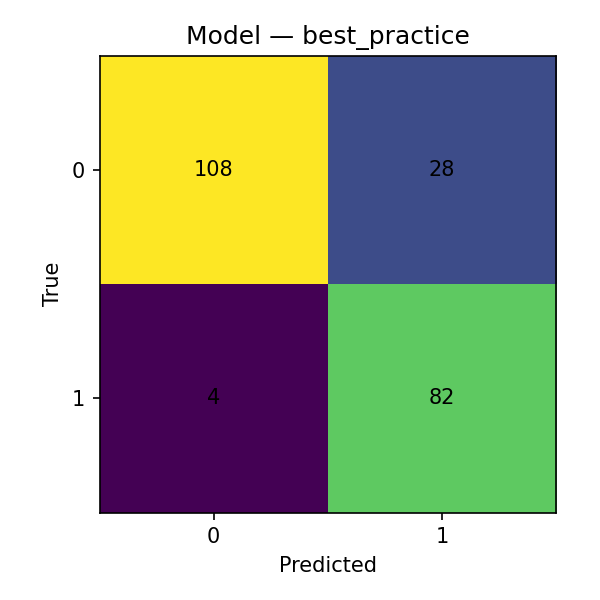 Model — best_practice
0
108
28
True
1
4
82
0
1
Predicted